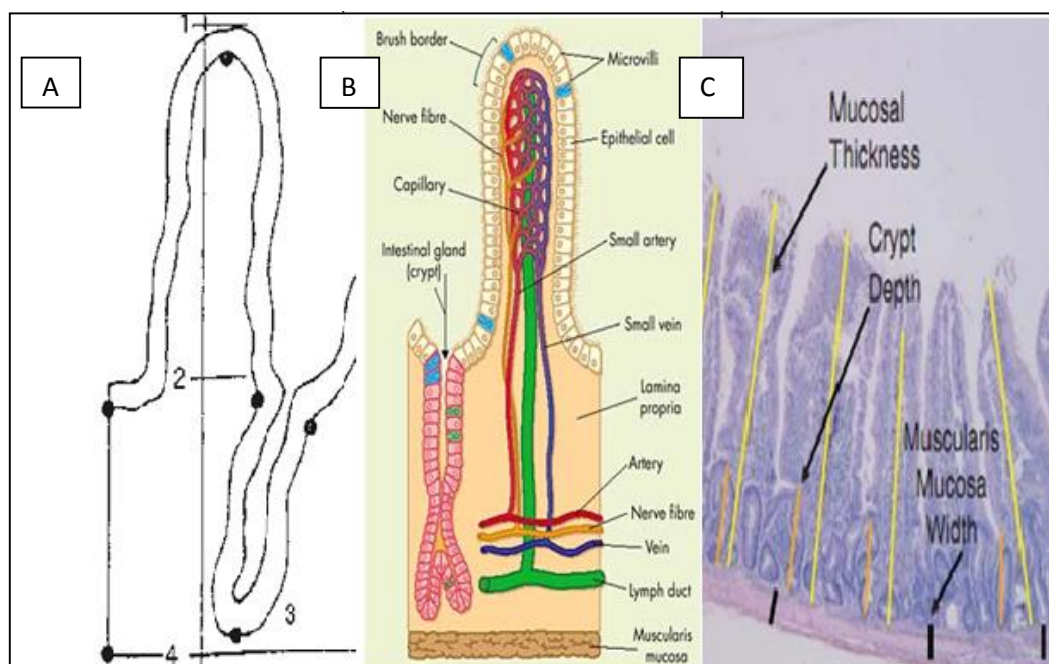 A
1
2
3
4
B
Brush border
Microvilli
Nerve fibre
Epithelial cell
Capillary
Intestinal gland
(crypt)
Small artery
Small vein
Lamina
propria
Artery
Nerve fibre
Vein
Lymph duct
Muscularis
mucosa
C
Mucosal
Thickness
Crypt
Depth
Muscularis
Mucosa
Width